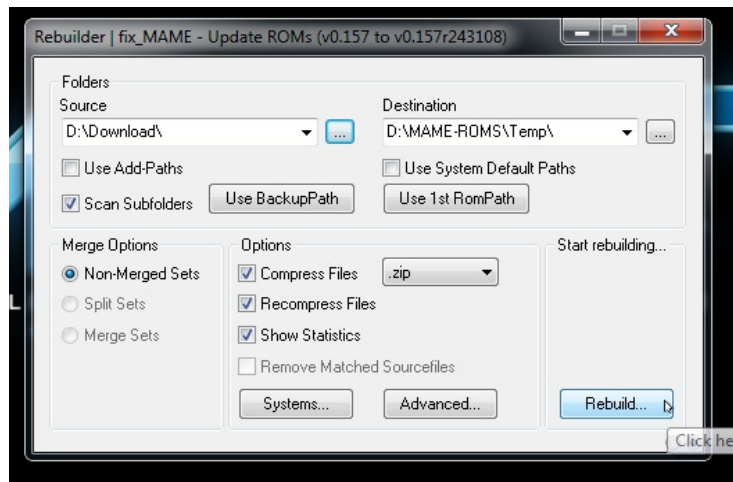 Rebuilder | fix_MAME - Update ROMs (v0.157 to v0.157r243108)
Folders
Source
Destination
D:\Download\
...
D:\MAME-ROMS\Temp\
...
Use Add-Paths
Use System Default Paths
Scan Subfolders
Use BackupPath
Use 1st RomPath
Merge Options
Options
Start rebuilding...
Non-Merged Sets
Compress Files
.zip
Split Sets
Recompress Files
Merge Sets
Show Statistics
Remove Matched Sourcefiles
Systems...
Advanced...
Rebuild...
Click he
L